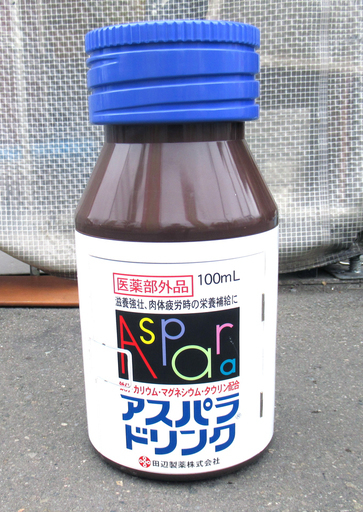 医薬部外品 100mL
滋養強壮、肉体疲労時の栄養補給に
Aspara
カリウム・マグネシウム・タウリン配合
アスパラ
ドリンク
田辺製薬株式会社